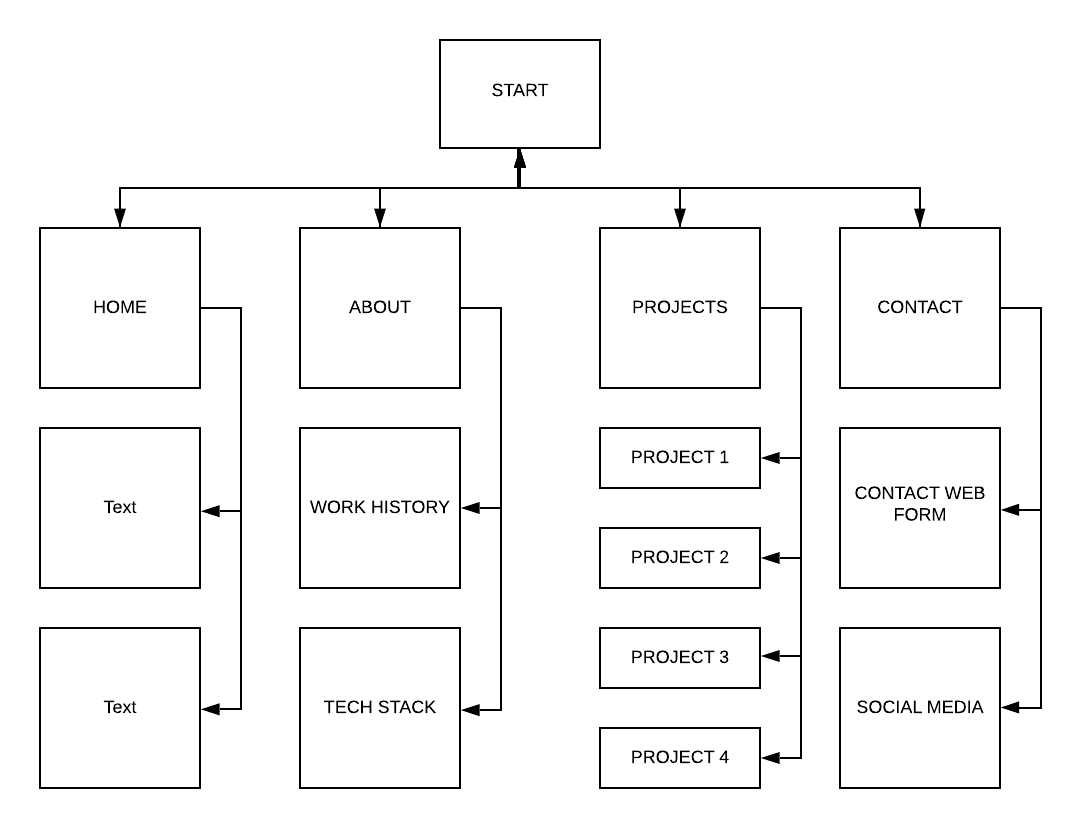 START
HOME
ABOUT
PROJECTS
CONTACT
Text
WORK HISTORY
PROJECT 1
PROJECT 2
CONTACT WEB
FORM
Text
TECH STACK
PROJECT 3
PROJECT 4
SOCIAL MEDIA